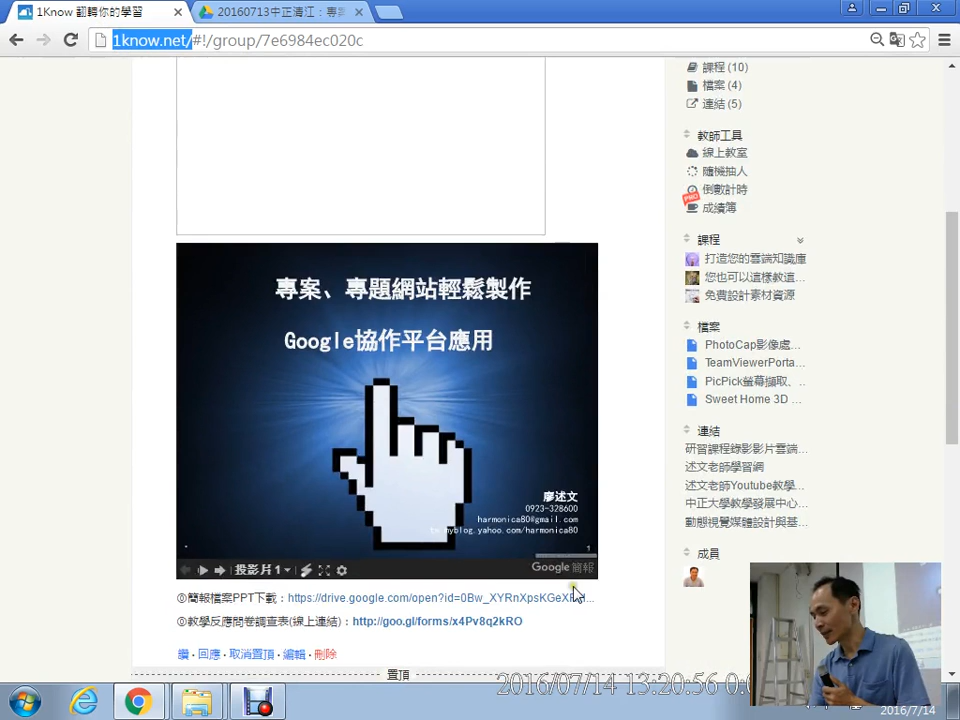 1Know 翻轉你的學習
20160713中正清江：專案
1know.net/#!/group/7e6984ec020c
課程 (10)
檔案 (4)
連結 (5)
教師工具
線上教室
隨機抽人
倒數計時
PRO
成績簿
課程
打造您的雲端知識庫
您也可以這樣教這...
免費設計素材資源
檔案
PhotoCap影像處...
TeamViewerPorta...
PicPick螢幕擷取、...
Sweet Home 3D ...
連結
研習課程錄影影片雲端...
述文老師學習網
述文老師Youtube教學...
中正大學教學發展中心...
動態視覺媒體設計與基...
成員
專案、專題網站輕鬆製作
Google協作平台應用
廖述文
0923-328600
harmonica80@gmail.com
tw.myblog.yahoo.com/harmonica80
1
Google 簡報
投影片 1
◎簡報檔案PPT下載：https://drive.google.com/open?id=0Bw_XYRnXpsKGeX
◎教學反應問卷調查表(線上連結)：http://goo.gl/forms/x4Pv8q2kRO
讚 · 回應 · 取消置頂 · 編輯 · 刪除
置頂
2016/07/14 13:20:56
2016/7/14